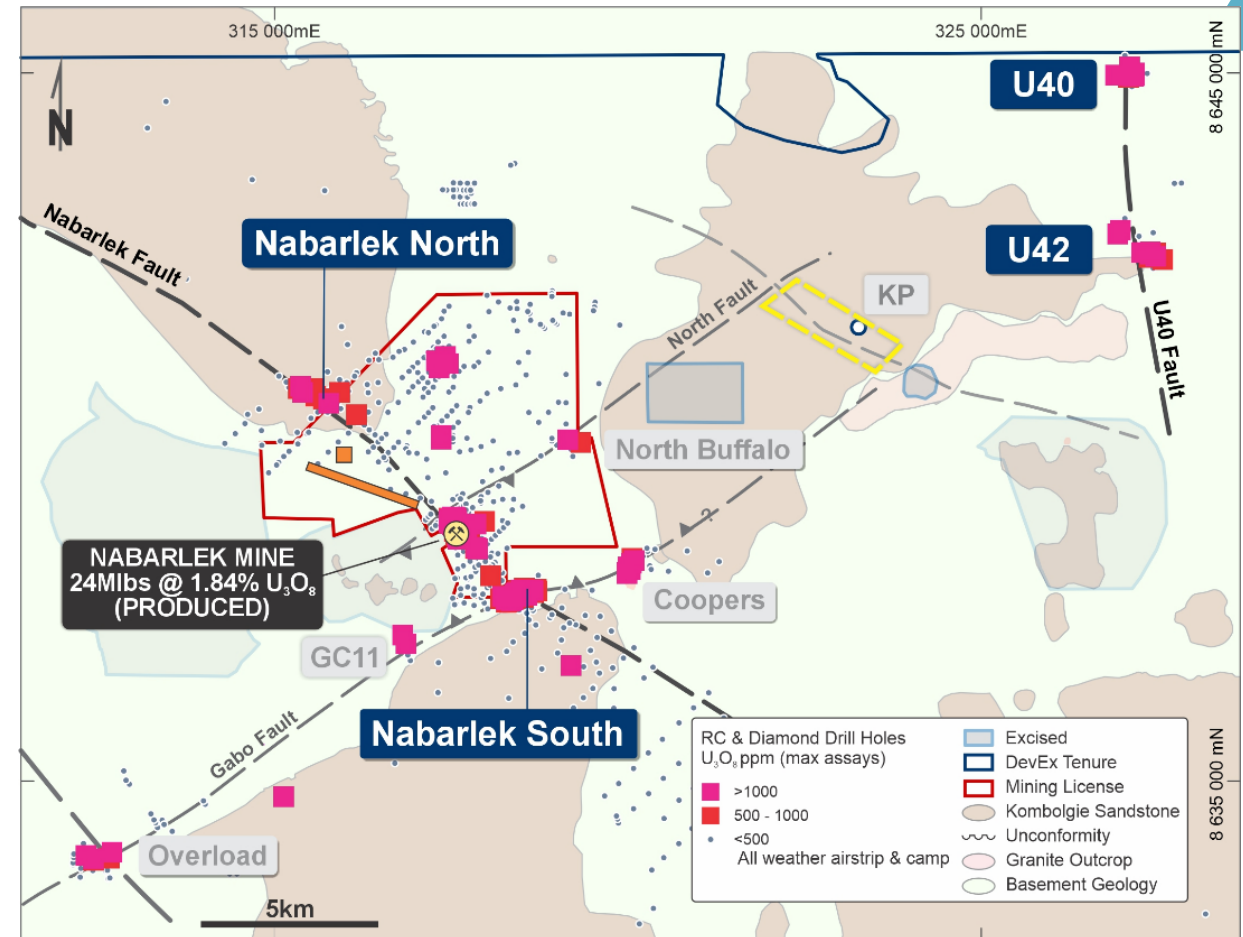 315 000mE
325 000mE
8 645 000 mN
N
U40
Nabarlek Fault
Nabarlek North
U42
KP
North Fault
U40 Fault
North Buffalo
NABARLEK MINE
24Mlbs @ 1.84% U₃O₈
(PRODUCED)
?
Coopers
GC11
Nabarlek South
Gabo Fault
Overload
5km
8 635 000 mN
RC & Diamond Drill Holes
U₃O₈ ppm (max assays)
>1000
500 - 1000
<500
All weather airstrip & camp
Excised
DevEx Tenure
Mining License
Kombolgie Sandstone
Unconformity
Granite Outcrop
Basement Geology